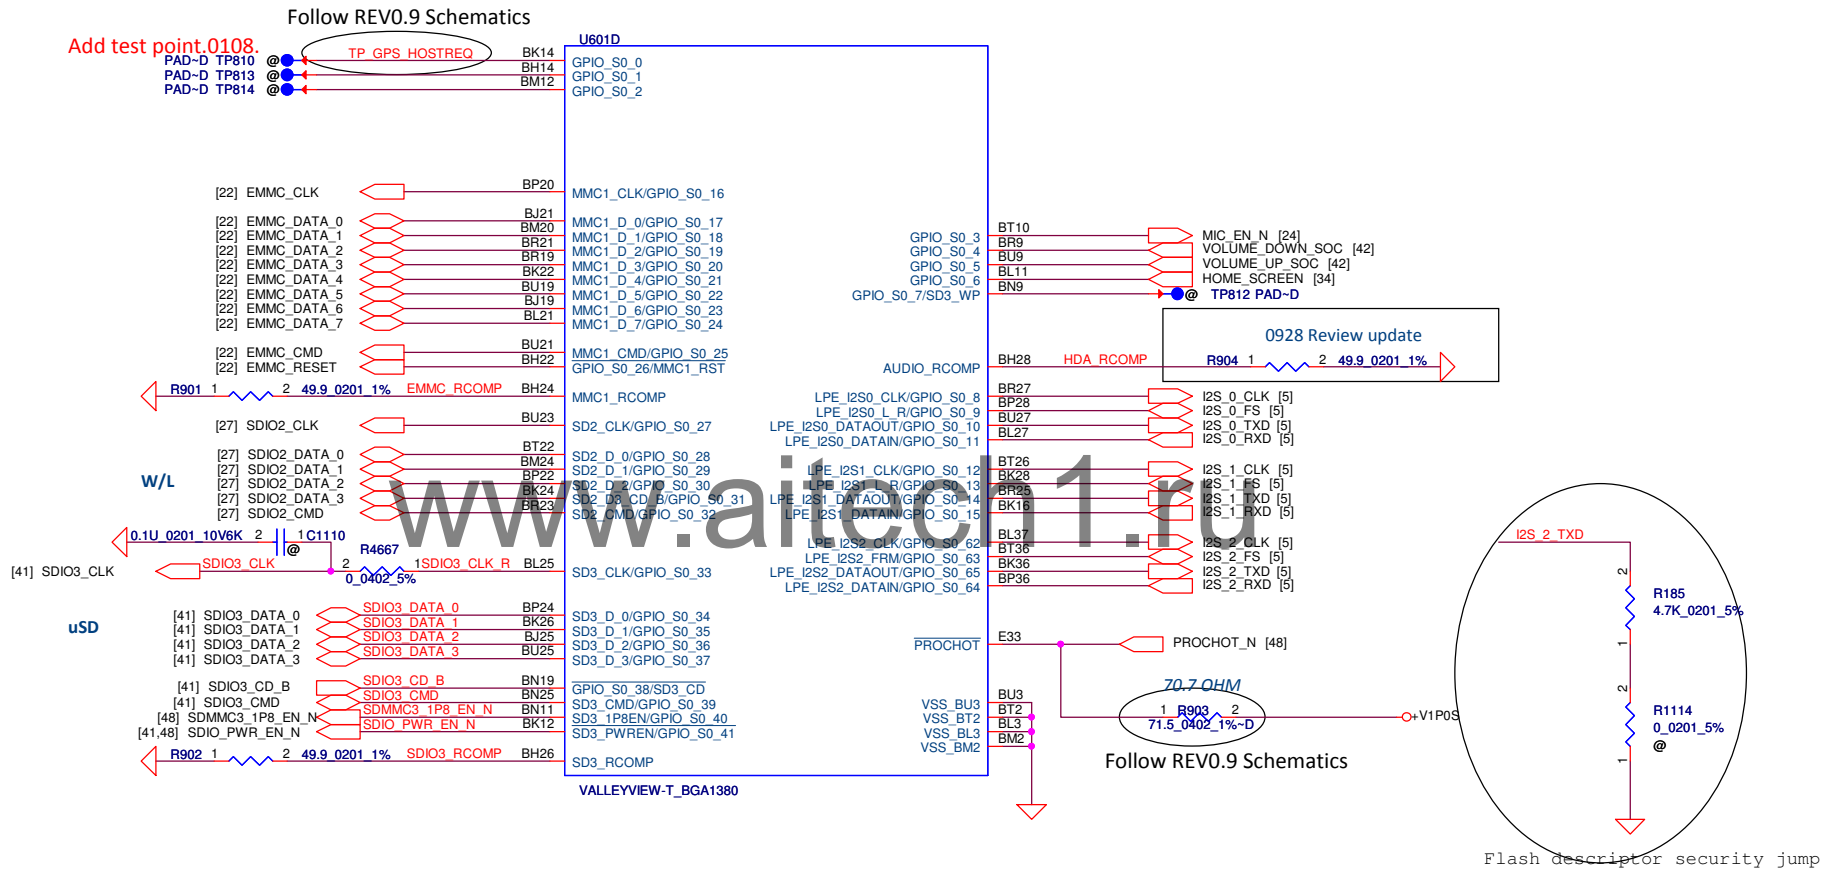 Follow REV0.9 Schematics
Add test point.0108.
U601D
PAD~D TP810 @ TP_GPS_HOSTREQ BK14 GPIO_S0_0
PAD~D TP813 @ BH14 GPIO_S0_1
PAD~D TP814 @ BM12 GPIO_S0_2
[22] EMMC_CLK BP20 MMC1_CLK/GPIO_S0_16
[22] EMMC_DATA_0 BJ21 MMC1_D_0/GPIO_S0_17
[22] EMMC_DATA_1 BM20 MMC1_D_1/GPIO_S0_18
[22] EMMC_DATA_2 BR21 MMC1_D_2/GPIO_S0_19
[22] EMMC_DATA_3 BR19 MMC1_D_3/GPIO_S0_20
[22] EMMC_DATA_4 BK22 MMC1_D_4/GPIO_S0_21
[22] EMMC_DATA_5 BU19 MMC1_D_5/GPIO_S0_22
[22] EMMC_DATA_6 BJ19 MMC1_D_6/GPIO_S0_23
[22] EMMC_DATA_7 BL21 MMC1_D_7/GPIO_S0_24
[22] EMMC_CMD BU21 MMC1_CMD/GPIO_S0_25
[22] EMMC_RESET BH22 GPIO_S0_26/MMC1_RST
R901 1 2 49.9_0201_1% EMMC_RCOMP BH24 MMC1_RCOMP
[27] SDIO2_CLK BU23 SD2_CLK/GPIO_S0_27
W/L
[27] SDIO2_DATA_0 BT22 SD2_D_0/GPIO_S0_28
[27] SDIO2_DATA_1 BM24 SD2_D_1/GPIO_S0_29
[27] SDIO2_DATA_2 BP22 SD2_D_2/GPIO_S0_30
[27] SDIO2_DATA_3 BK24 SD2_D3_CD_B/GPIO_S0_31
[27] SDIO2_CMD BR23 SD2_CMD/GPIO_S0_32
0.1U_0201_10V6K 2 1 C1110
@
R4667
[41] SDIO3_CLK SDIO3_CLK 2 1 SDIO3_CLK_R BL25 SD3_CLK/GPIO_S0_33
0_0402_5%
uSD
[41] SDIO3_DATA_0 SDIO3_DATA_0 BP24 SD3_D_0/GPIO_S0_34
[41] SDIO3_DATA_1 SDIO3_DATA_1 BK26 SD3_D_1/GPIO_S0_35
[41] SDIO3_DATA_2 SDIO3_DATA_2 BJ25 SD3_D_2/GPIO_S0_36
[41] SDIO3_DATA_3 SDIO3_DATA_3 BU25 SD3_D_3/GPIO_S0_37
[41] SDIO3_CD_B SDIO3_CD_B BN19 GPIO_S0_38/SD3_CD
[41] SDIO3_CMD SDIO3_CMD BN25 SD3_CMD/GPIO_S0_39
[48] SDMMC3_1P8_EN_N SDMMC3_1P8_EN_N BN11 SD3_1P8EN/GPIO_S0_40
[41,48] SDIO_PWR_EN_N SDIO_PWR_EN_N BK12 SD3_PWREN/GPIO_S0_41
R902 1 2 49.9_0201_1% SDIO3_RCOMP BH26 SD3_RCOMP
VALLEYVIEW-T_BGA1380
GPIO_S0_3 BT10 MIC_EN_N [24]
GPIO_S0_4 BR9 VOLUME_DOWN_SOC [42]
GPIO_S0_5 BU9 VOLUME_UP_SOC [42]
GPIO_S0_6 BL11 HOME_SCREEN [34]
GPIO_S0_7/SD3_WP BN9 @ TP812 PAD~D
0928 Review update
AUDIO_RCOMP BH28 HDA_RCOMP R904 1 2 49.9_0201_1%
LPE_I2S0_CLK/GPIO_S0_8 BR27 I2S_0_CLK [5]
LPE_I2S0_L_R/GPIO_S0_9 BP28 I2S_0_FS [5]
LPE_I2S0_DATAOUT/GPIO_S0_10 BU27 I2S_0_TXD [5]
LPE_I2S0_DATAIN/GPIO_S0_11 BL27 I2S_0_RXD [5]
LPE_I2S1_CLK/GPIO_S0_12 BT26 I2S_1_CLK [5]
LPE_I2S1_L_R/GPIO_S0_13 BK28 I2S_1_FS [5]
LPE_I2S1_DATAOUT/GPIO_S0_14 BR25 I2S_1_TXD [5]
LPE_I2S1_DATAIN/GPIO_S0_15 BK16 I2S_1_RXD [5]
LPE_I2S2_CLK/GPIO_S0_62 BL37 I2S_2_CLK [5]
LPE_I2S2_FRM/GPIO_S0_63 BT36 I2S_2_FS [5]
LPE_I2S2_DATAOUT/GPIO_S0_65 BK36 I2S_2_TXD [5]
LPE_I2S2_DATAIN/GPIO_S0_64 BP36 I2S_2_RXD [5]
PROCHOT E33 PROCHOT_N [48]
70.7 OHM
VSS_BU3 BU3
VSS_BT2 BT2
VSS_BL3 BL3
VSS_BM2 BM2
1 R903 2 +V1P0S
71.5_0402_1%~D
Follow REV0.9 Schematics
I2S_2_TXD
2
R185
4.7K_0201_5%
1
2
R1114
0_0201_5%
@
1
Flash descriptor security jump
www.aitech1.ru